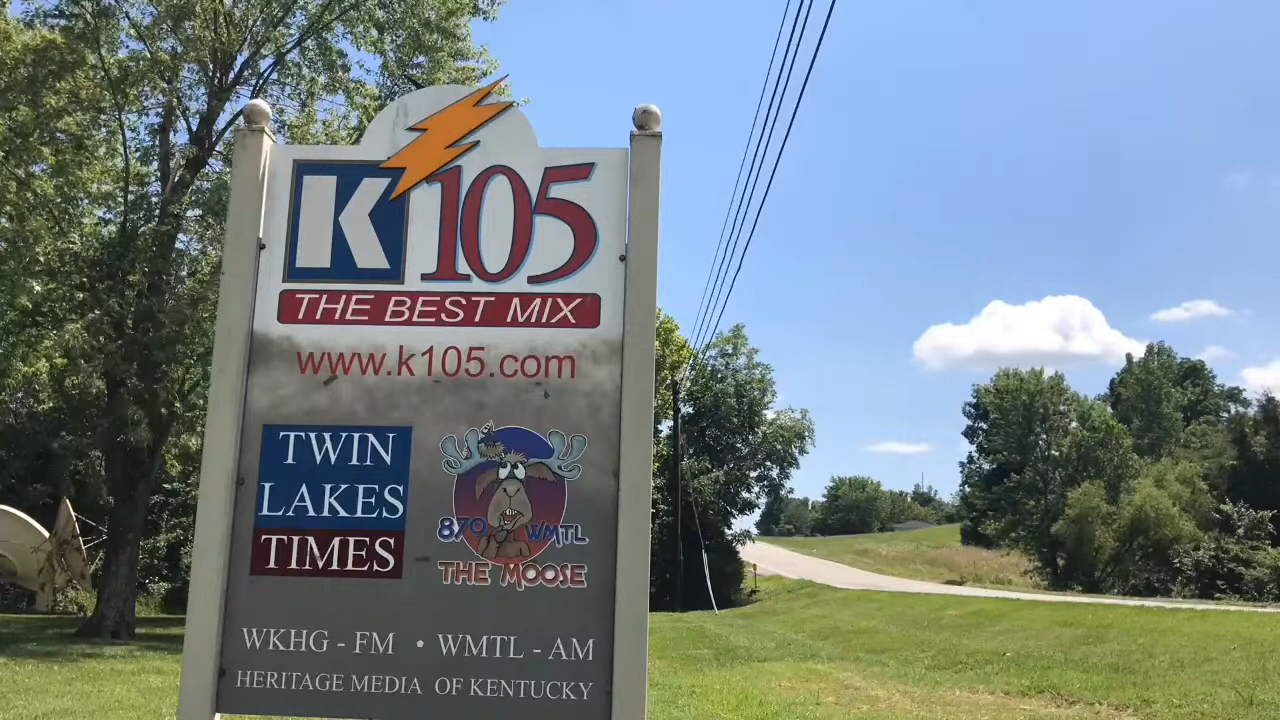 K105
THE BEST MIX
www.k105.com
TWIN
LAKES
TIMES
870 WMTL
THE MOOSE
WKHG - FM • WMTL - AM
HERITAGE MEDIA OF KENTUCKY